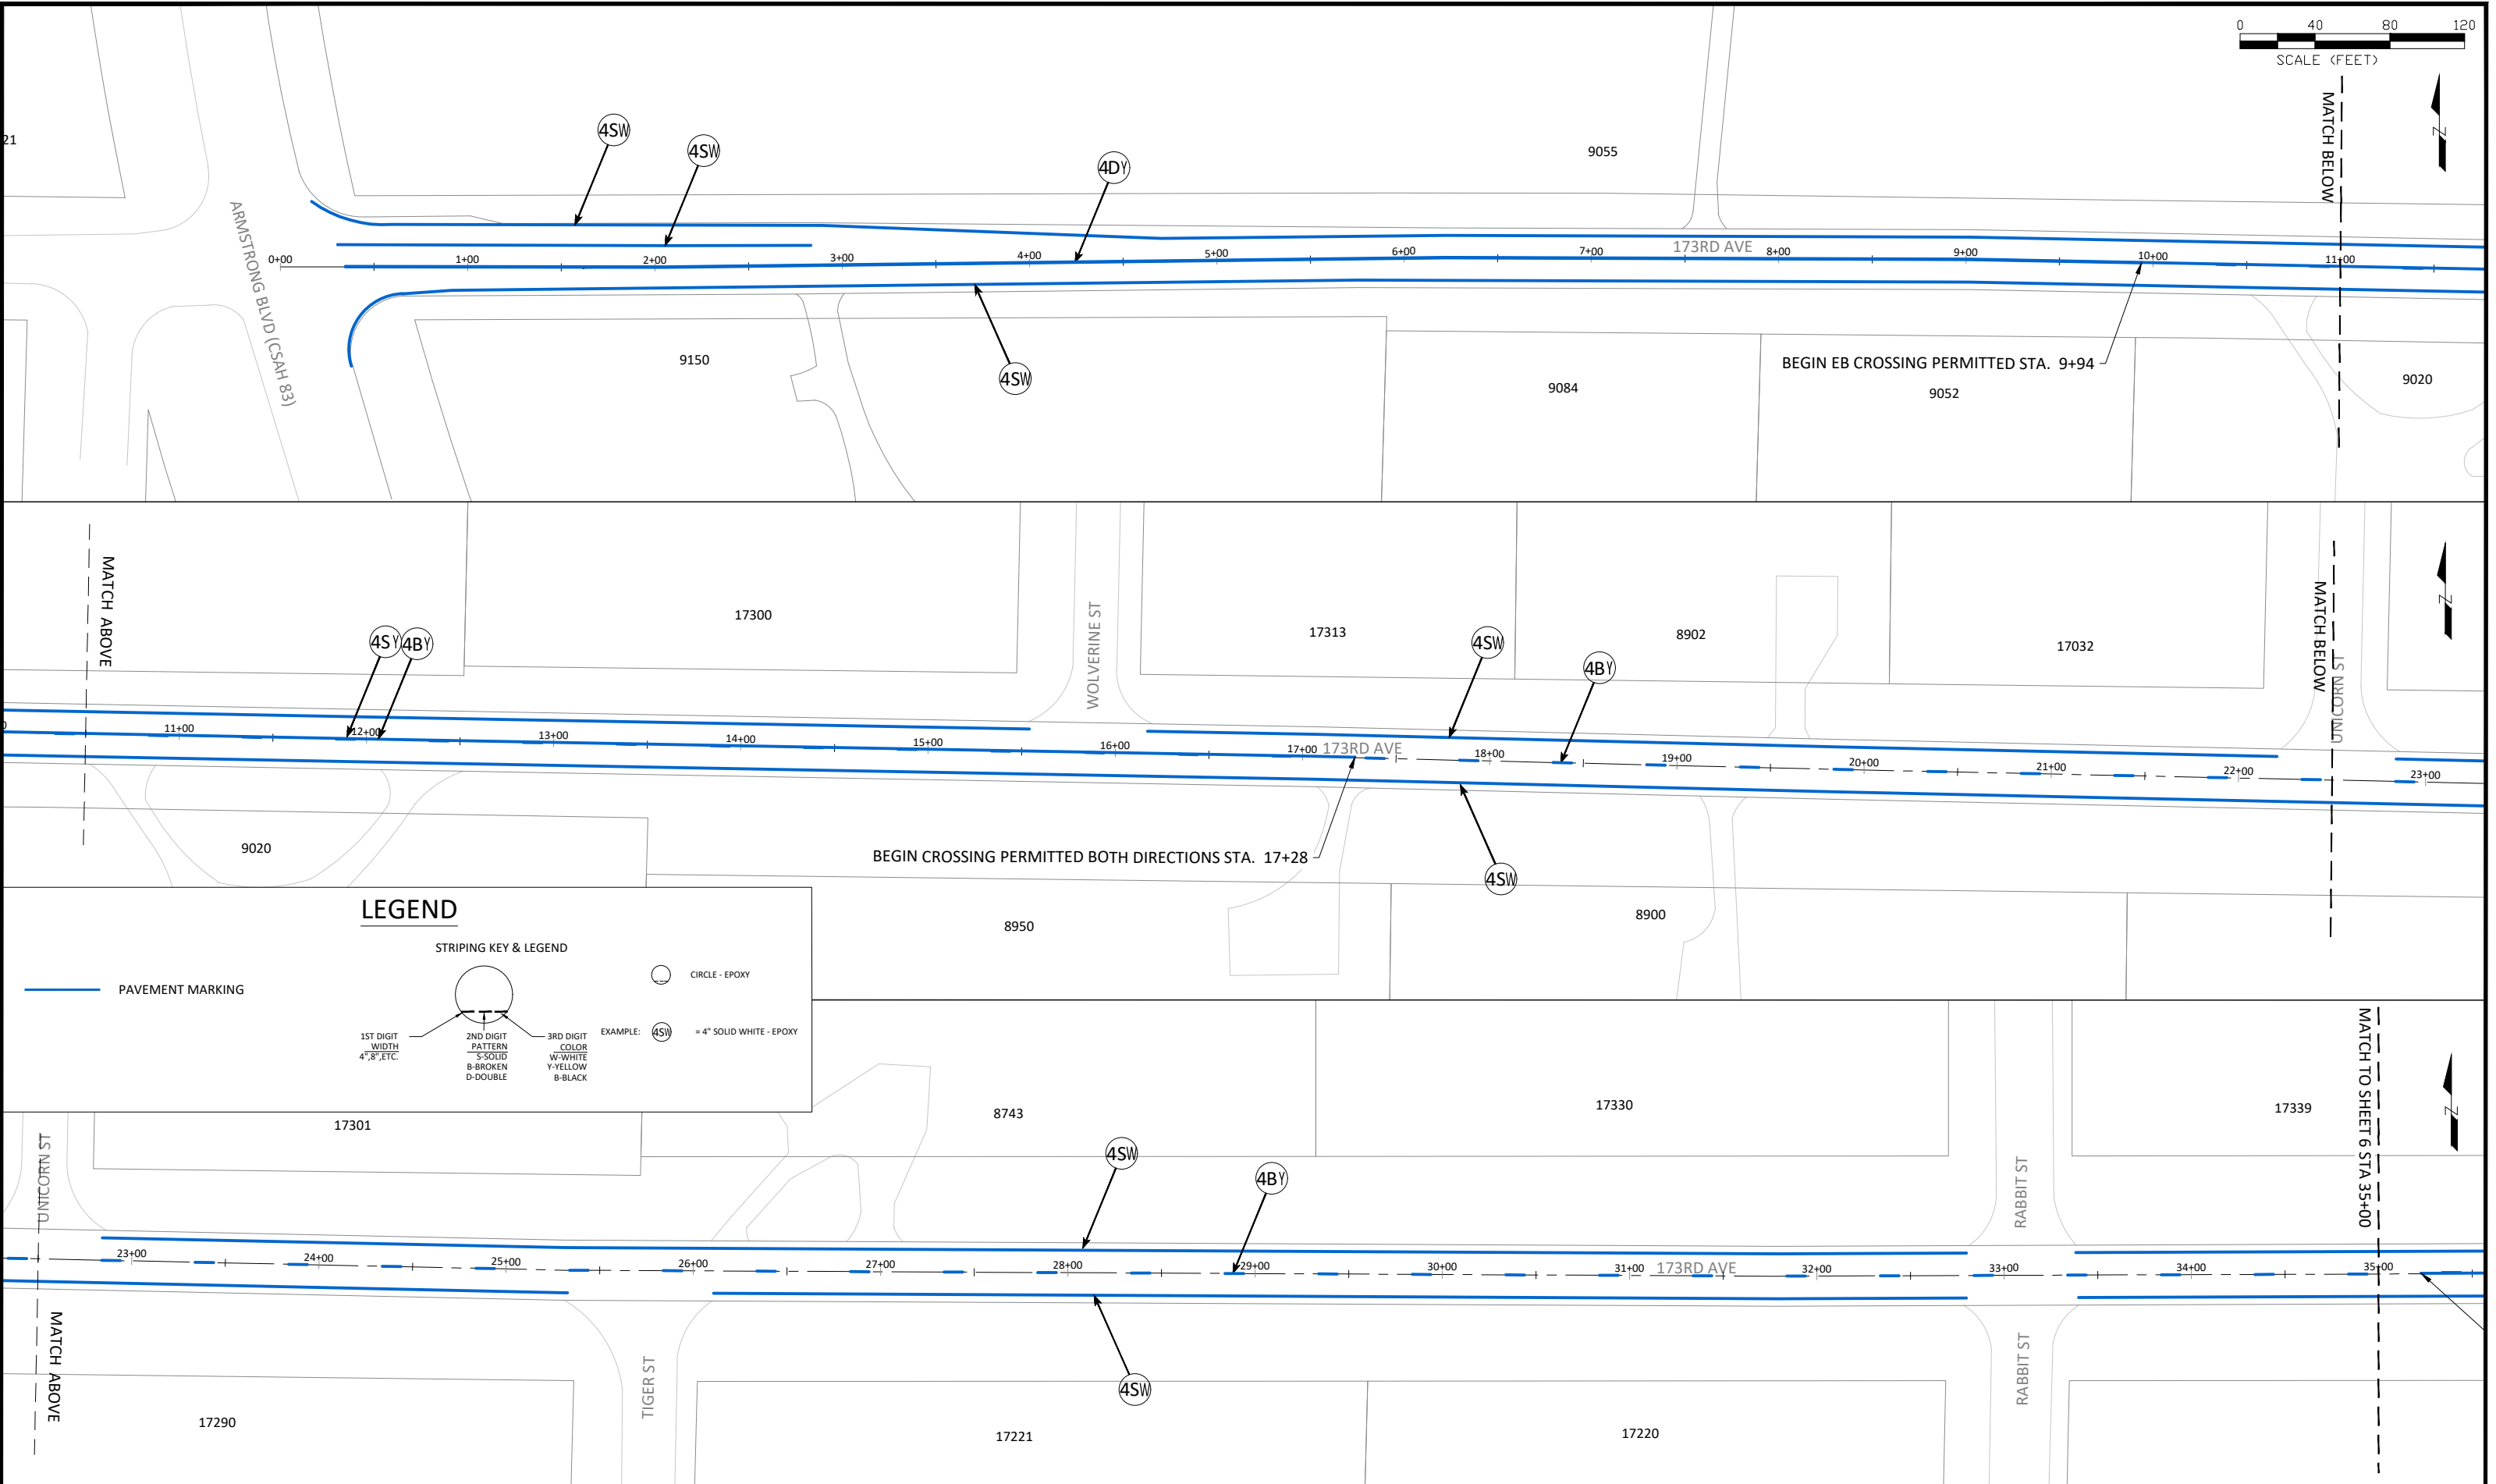 0 40 80 120
SCALE (FEET)
MATCH BELOW
Z
21
4SW
4SW
4DY
9055
ARMSTRONG BLVD (CSAH 83)
173RD AVE
0+00 1+00 2+00 3+00 4+00 5+00 6+00 7+00 8+00 9+00 10+00 11+00
4SW
9150
9084
BEGIN EB CROSSING PERMITTED STA. 9+94
9052
9020
MATCH ABOVE
17300
WOLVERINE ST
17313
8902
17032
MATCH BELOW
UNICORN ST
Z
4SY
4BY
4SW
4BY
0 11+00 12+00 13+00 14+00 15+00 16+00 17+00 173RD AVE 18+00 19+00 20+00 21+00 22+00 23+00
9020
BEGIN CROSSING PERMITTED BOTH DIRECTIONS STA. 17+28
4SW
8950
8900
LEGEND
STRIPING KEY & LEGEND
PAVEMENT MARKING
CIRCLE - EPOXY
1ST DIGIT
WIDTH
4",8",ETC.
2ND DIGIT
PATTERN
S-SOLID
B-BROKEN
D-DOUBLE
3RD DIGIT
COLOR
W-WHITE
Y-YELLOW
B-BLACK
EXAMPLE: 4SW = 4" SOLID WHITE - EPOXY
UNICORN ST
17301
8743
17330
17339
MATCH TO SHEET 6 STA 35+00
Z
4SW
4BY
RABBIT ST
23+00 24+00 25+00 26+00 27+00 28+00 29+00 30+00 31+00 173RD AVE 32+00 33+00 34+00 35+00
MATCH ABOVE
TIGER ST
4SW
RABBIT ST
17290
17221
17220